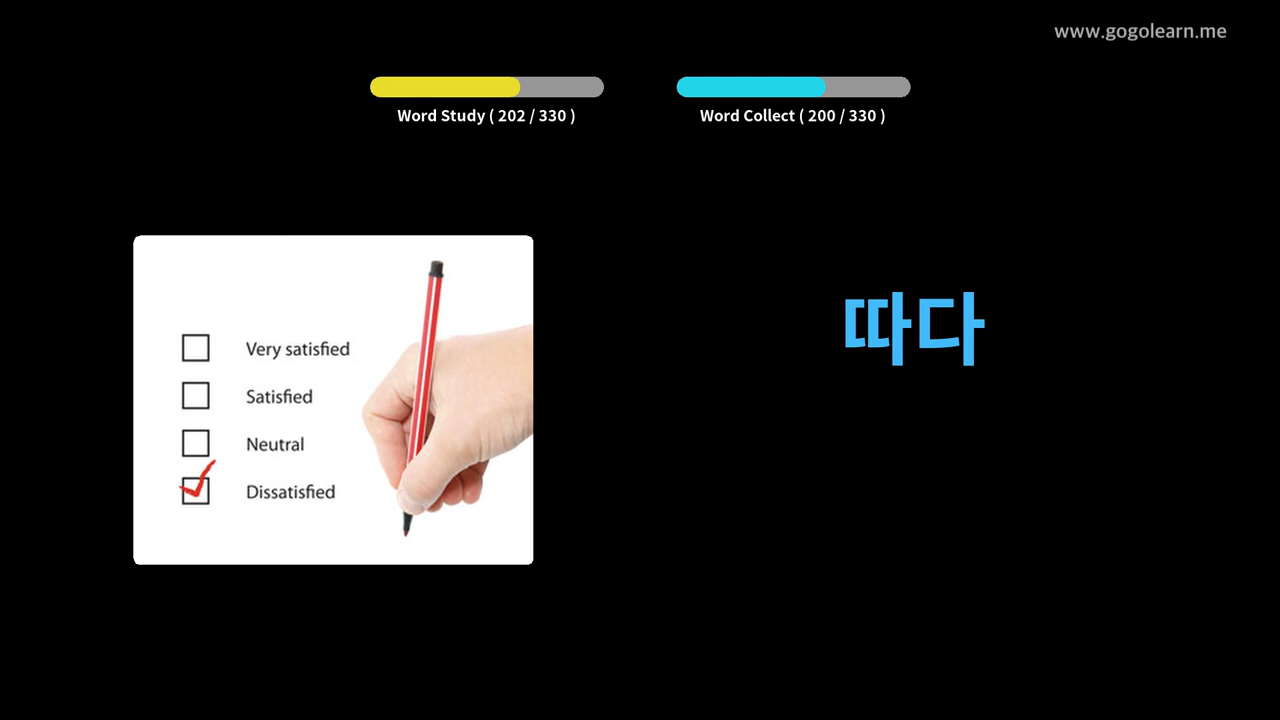 www.gogolearn.me
Word Study ( 202 / 330 )
Word Collect ( 200 / 330 )
Very satisfied
Satisfied
Neutral
Dissatisfied
따다